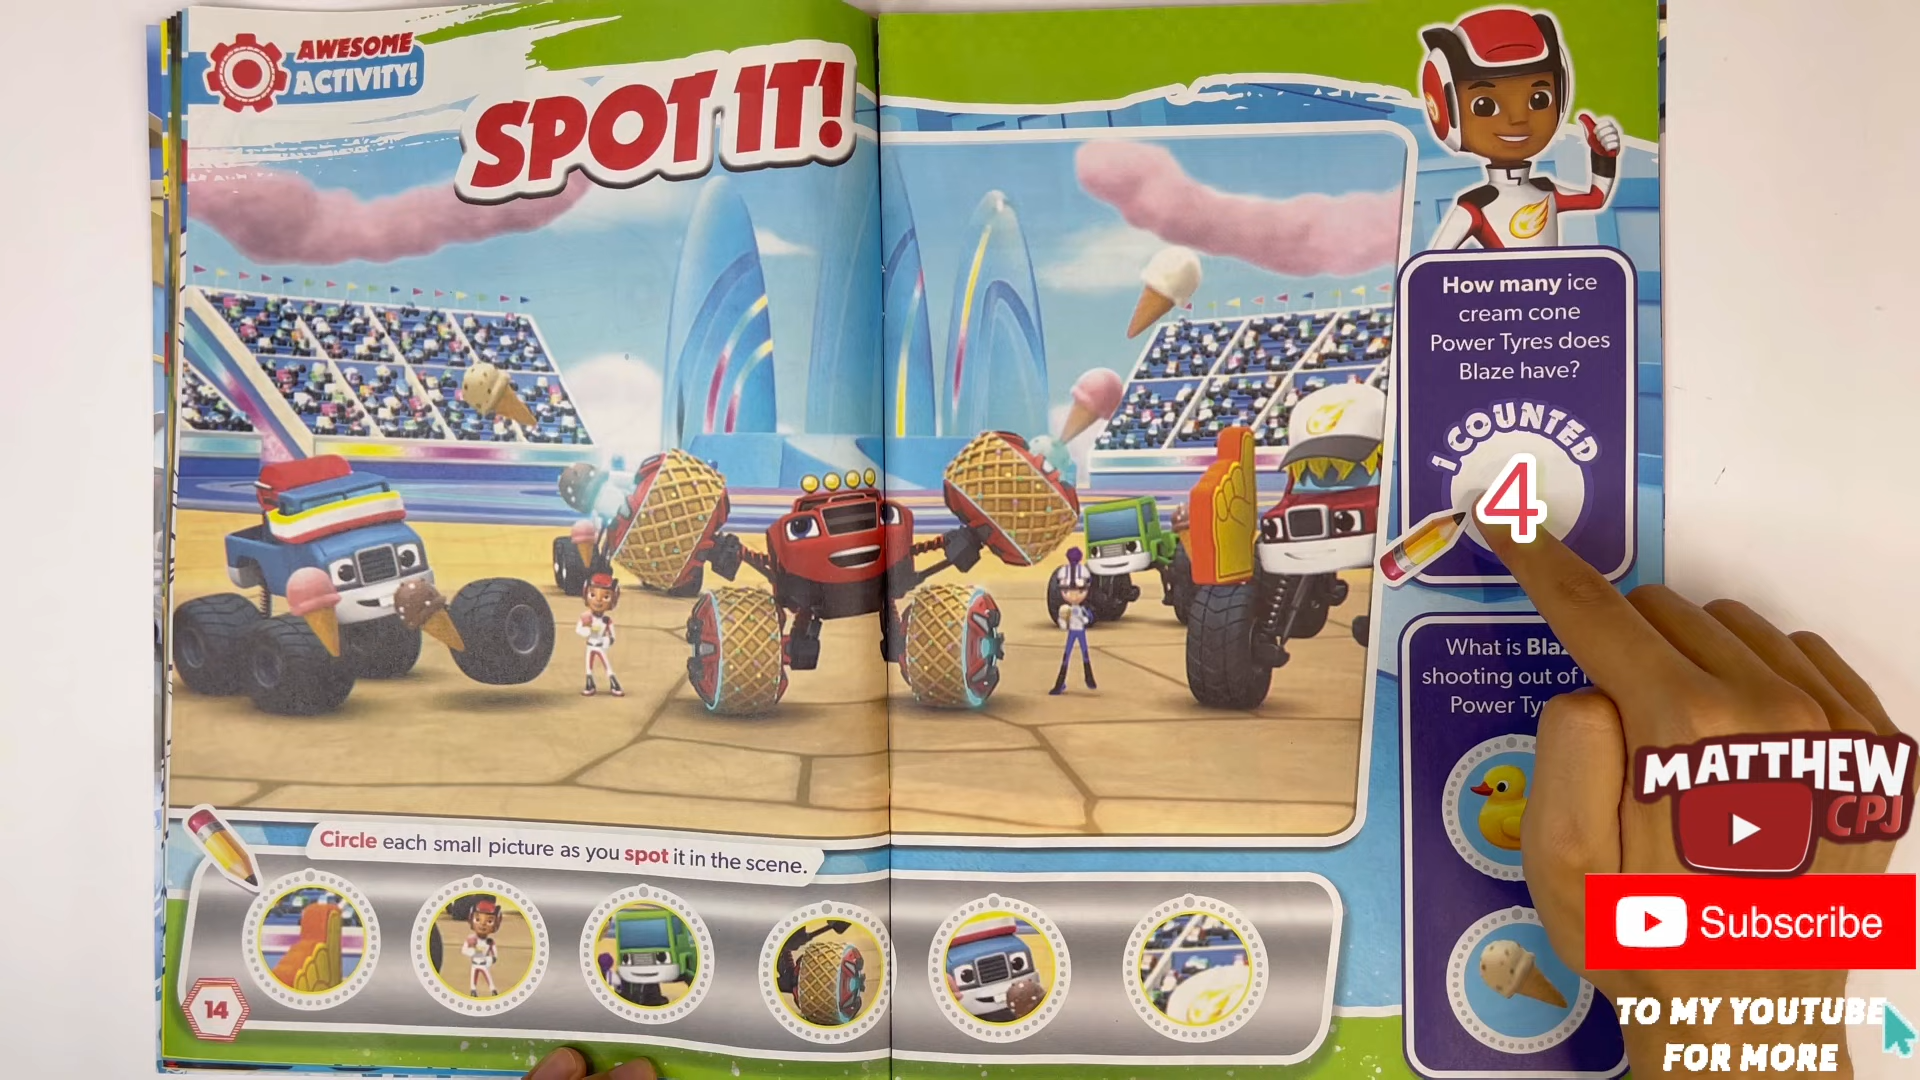 AWESOME
ACTIVITY!
SPOT IT!
How many ice
cream cone
Power Tyres does
Blaze have?
I COUNTED
4
What is
shooting out of
Power
Circle each small picture as you spot it in the scene.
14
MATTHEW
CPJ
Subscribe
TO MY YOUTUBE
FOR MORE